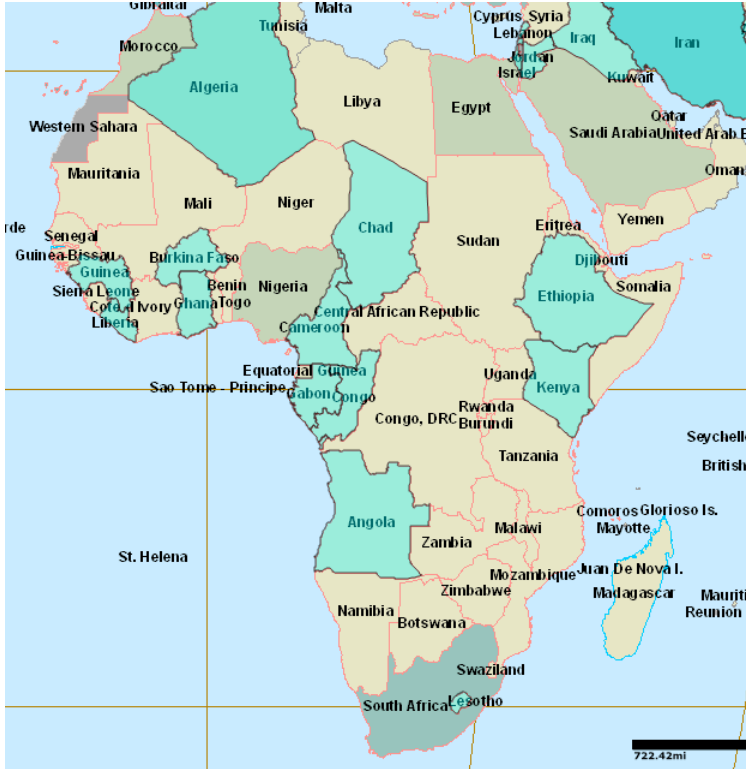 Gibraltar
Malta
Cyprus
Syria
Lebanon
Tunisia
Morocco
Iraq
Iran
Jordan
Israel
Kuwait
Algeria
Libya
Egypt
Qatar
Western Sahara
Saudi Arabia
United Arab E
Oman
Mauritania
Mali
Niger
Chad
Sudan
Yemen
Eritrea
rde
Senegal
Guinea-Bissau
Burkina Faso
Djibouti
Guinea
Benin
Nigeria
Ethiopia
Somalia
Sierra Leone
Cote d Ivory
Ghana
Togo
Central African Republic
Liberia
Cameroon
Equatorial Guinea
Uganda
Sao Tome - Principe
Gabon
Congo
Kenya
Rwanda
Congo, DRC
Burundi
Seychelle
Tanzania
British
Comoros
Glorioso Is.
Angola
Malawi
Mayotte
Zambia
St. Helena
Mozambique
Juan De Nova I.
Zimbabwe
Madagascar
Mauriti
Namibia
Reunion
Botswana
Swaziland
South Africa
Lesotho
722.42mi